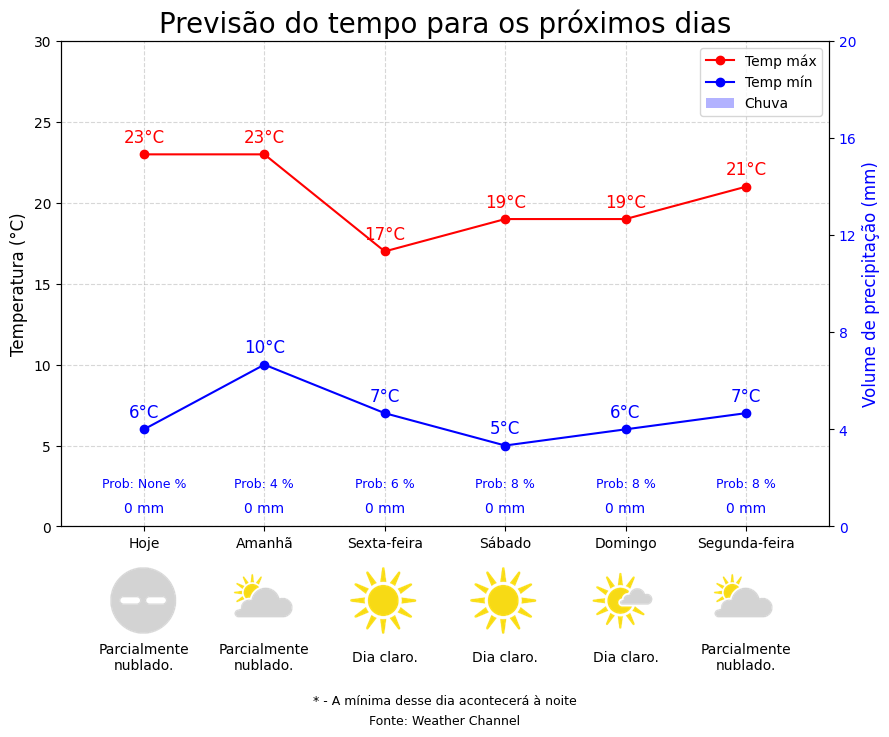 Previsão do tempo para os próximos dias
Temp máx
Temp mín
Chuva
Temperatura (°C)
30
25
20
15
10
5
0
Volume de precipitação (mm)
20
16
12
8
4
0
23°C
23°C
17°C
19°C
19°C
21°C
6°C
10°C
7°C
5°C
6°C
7°C
Prob: None %
Prob: 4 %
Prob: 6 %
Prob: 8 %
Prob: 8 %
Prob: 8 %
0 mm
0 mm
0 mm
0 mm
0 mm
0 mm
Hoje
Amanhã
Sexta-feira
Sábado
Domingo
Segunda-feira
Parcialmente
nublado.
Parcialmente
nublado.
Dia claro.
Dia claro.
Dia claro.
Parcialmente
nublado.
* - A mínima desse dia acontecerá à noite
Fonte: Weather Channel